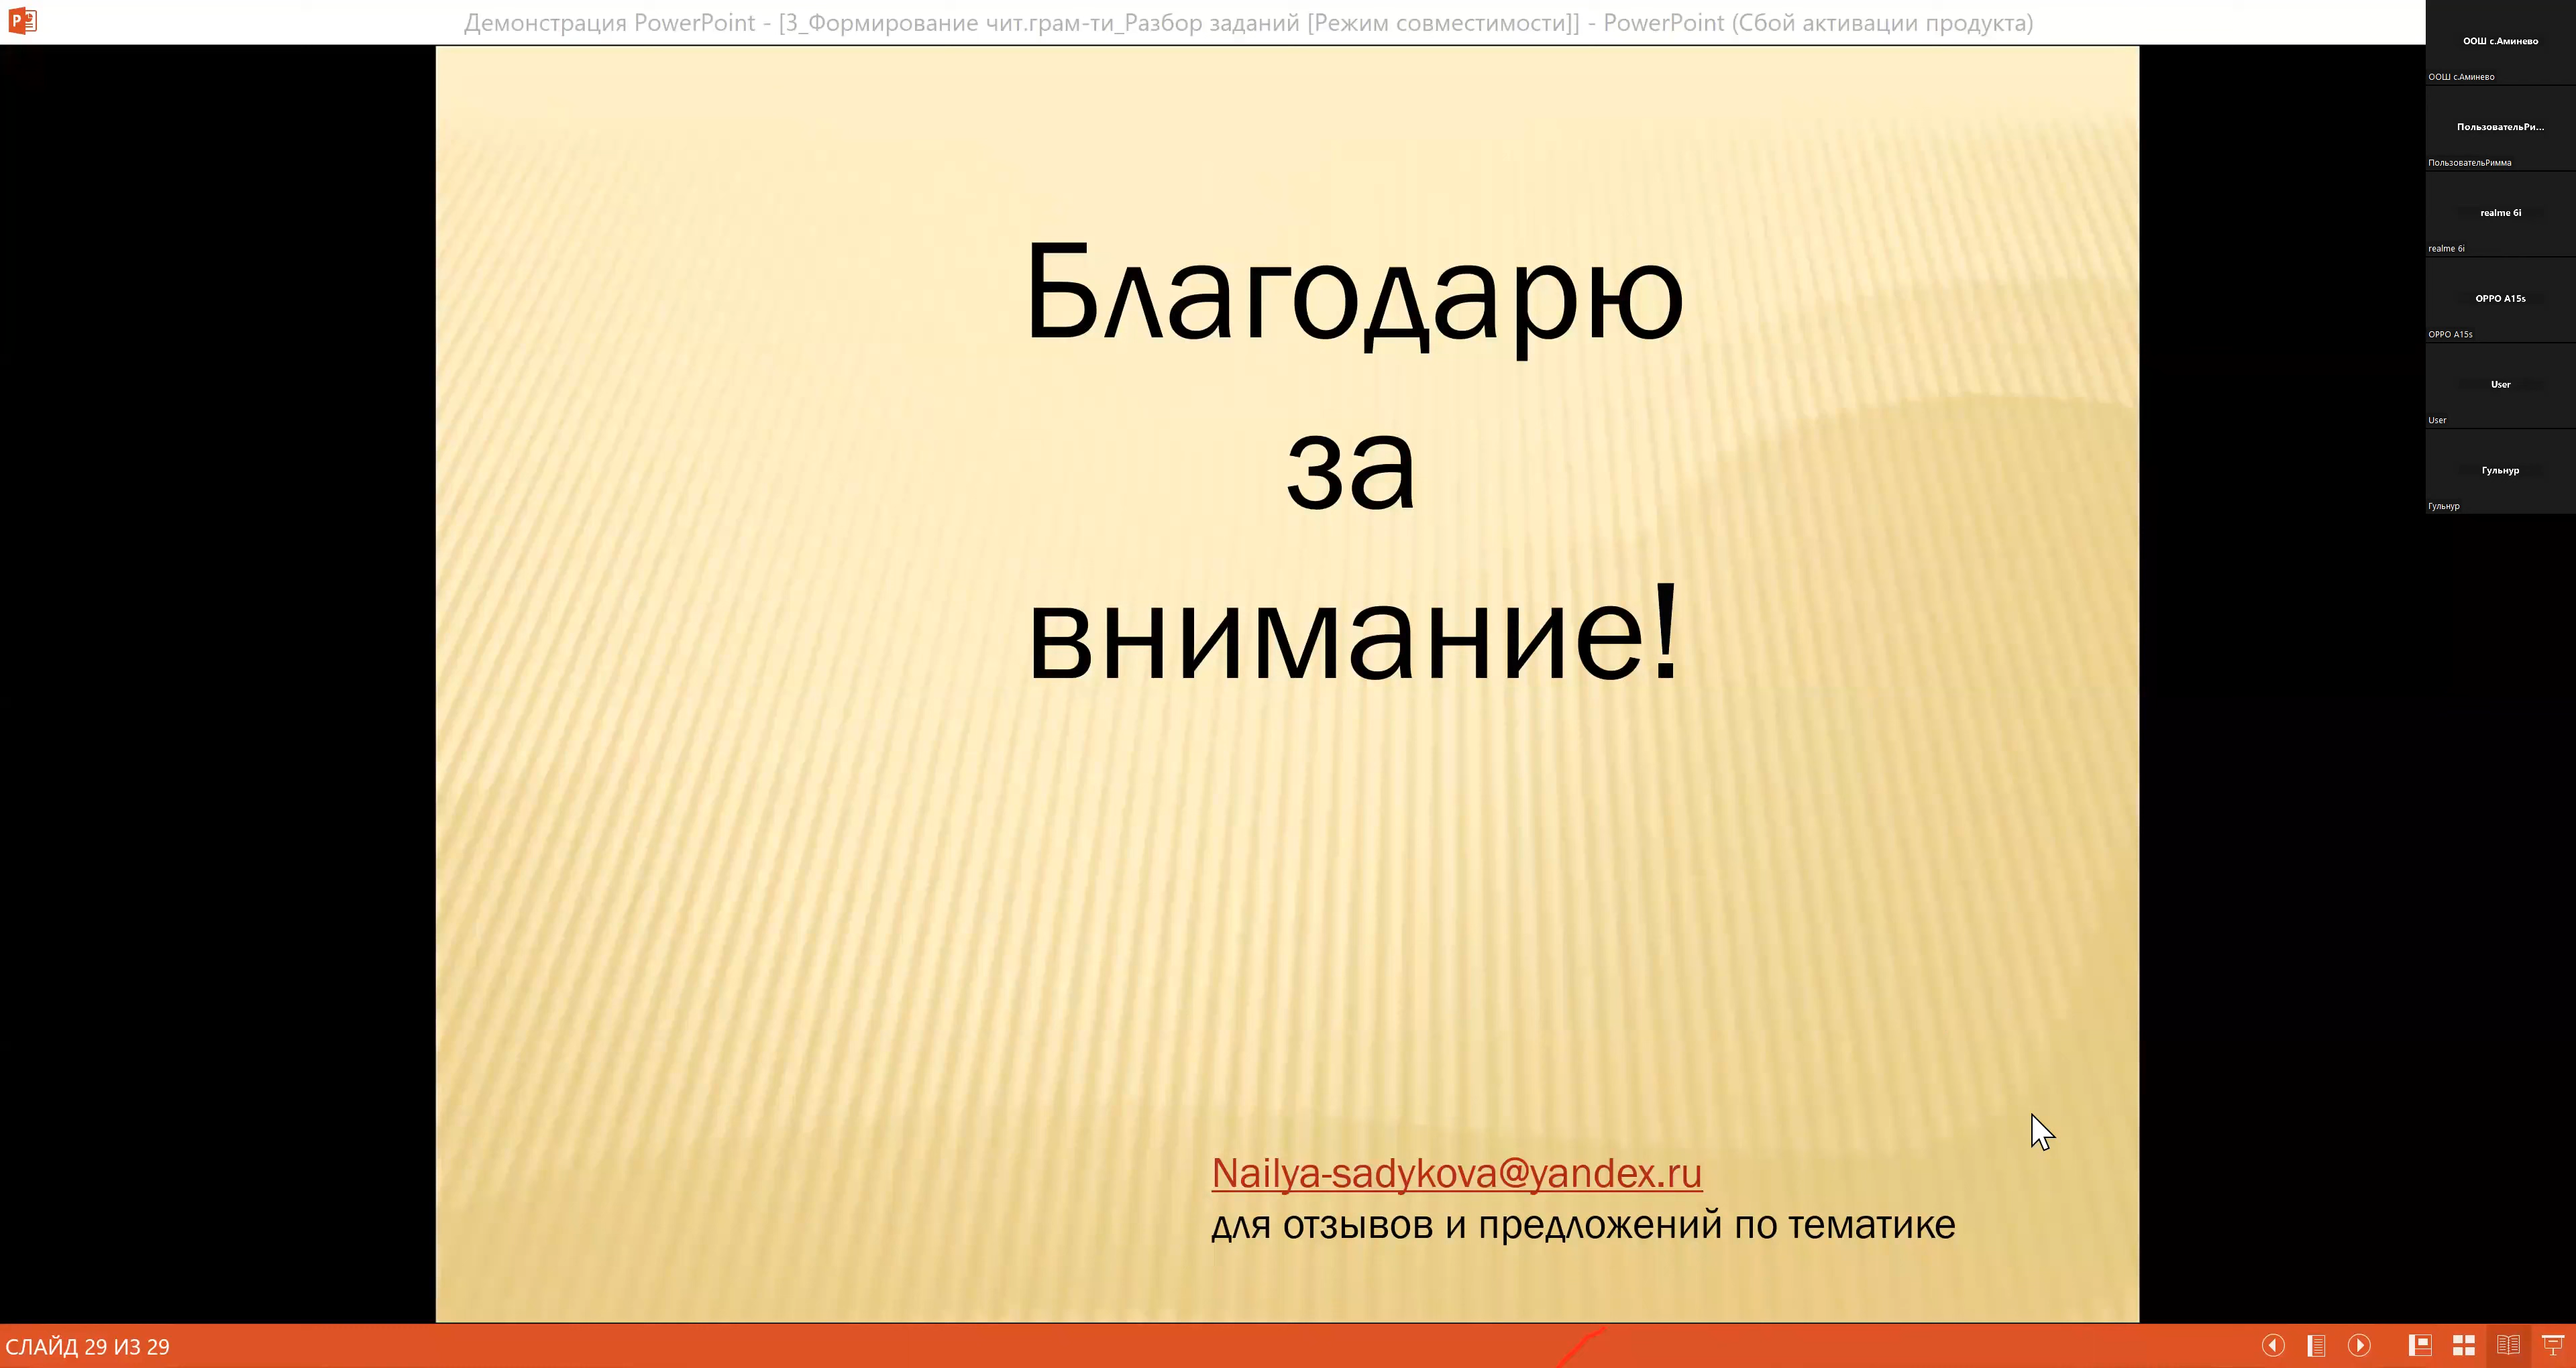 Демонстрация PowerPoint - [3_Формирование чит.грам-ти_Разбор заданий [Режим совместимости]] - PowerPoint (Сбой активации продукта)
Благодарю
за
внимание!
Nailya-sadykova@yandex.ru
для отзывов и предложений по тематике
СЛАЙД 29 ИЗ 29
ООШ с.Аминево
ООШ с.Аминево
ПользовательРи...
ПользовательРимма
realme 6i
realme 6i
OPPO A15s
OPPO A15s
User
User
Гульнур
Гульнур